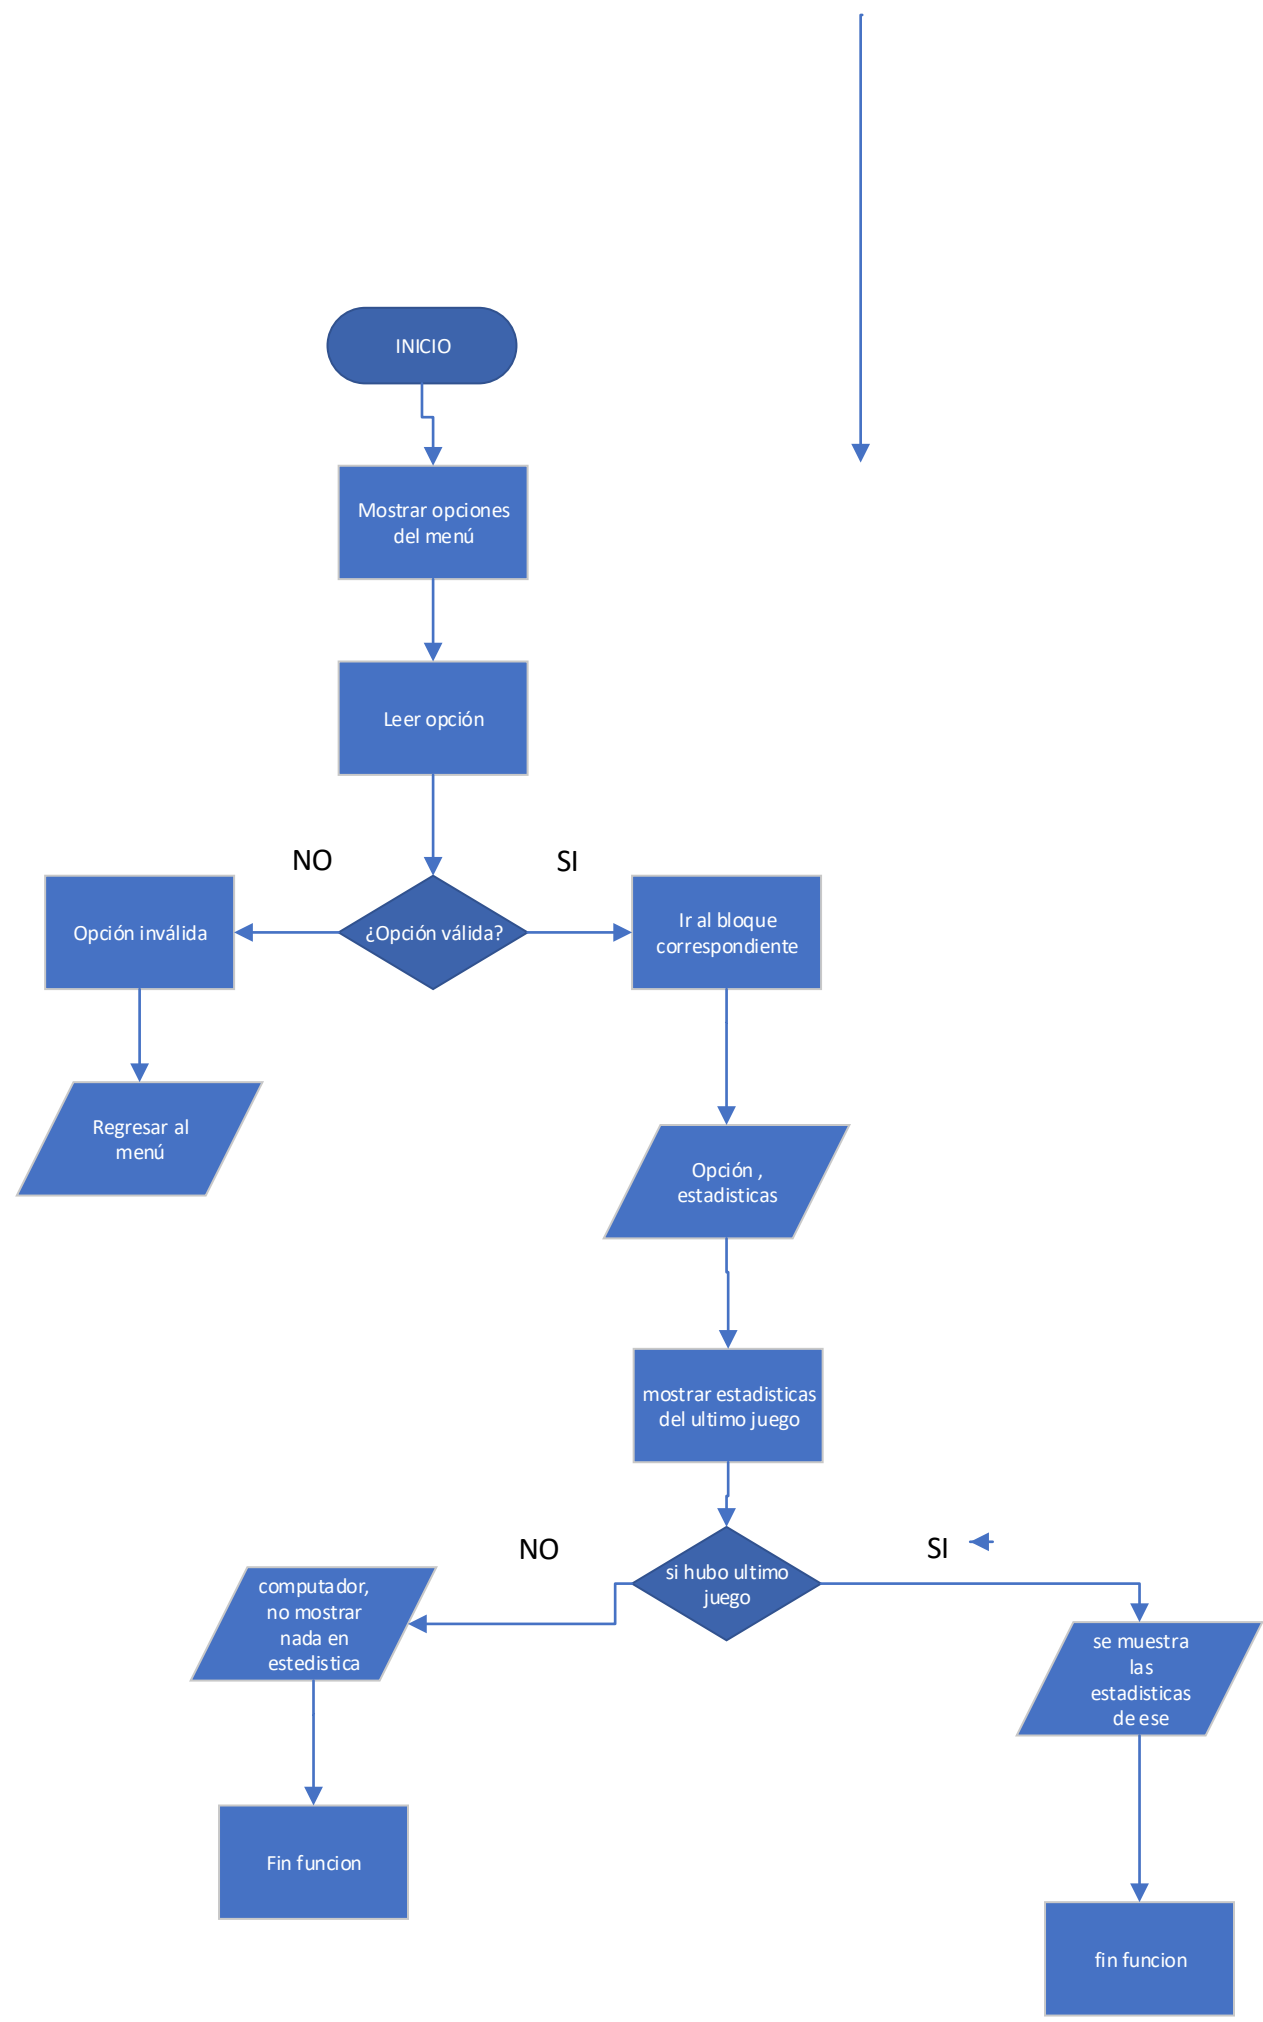 INICIO
Mostrar opciones
del menú
Leer opción
NO
SI
Opción inválida
¿Opción válida?
Ir al bloque
correspondiente
Regresar al
menú
Opción ,
estadisticas
mostrar estadisticas
del ultimo juego
NO
SI
si hubo ultimo
juego
computador,
no mostrar
nada en
estedistica
se muestra
las
estadisticas
de ese
Fin funcion
fin funcion